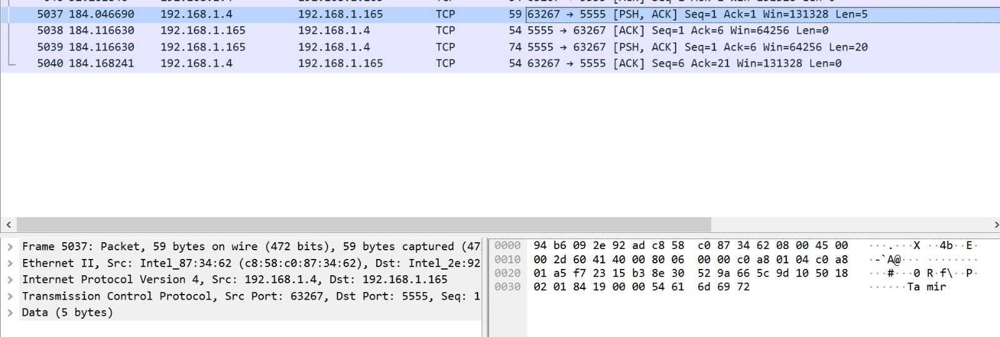 5037 184.046690 192.168.1.4 192.168.1.165 TCP 59 63267 → 5555 [PSH, ACK] Seq=1 Ack=1 Win=131328 Len=5
5038 184.116630 192.168.1.165 192.168.1.4 TCP 54 5555 → 63267 [ACK] Seq=1 Ack=6 Win=64256 Len=0
5039 184.116630 192.168.1.165 192.168.1.4 TCP 74 5555 → 63267 [PSH, ACK] Seq=1 Ack=6 Win=64256 Len=20
5040 184.168241 192.168.1.4 192.168.1.165 TCP 54 63267 → 5555 [ACK] Seq=6 Ack=21 Win=131328 Len=0
Frame 5037: Packet, 59 bytes on wire (472 bits), 59 bytes captured (47
Ethernet II, Src: Intel_87:34:62 (c8:58:c0:87:34:62), Dst: Intel_2e:92
Internet Protocol Version 4, Src: 192.168.1.4, Dst: 192.168.1.165
Transmission Control Protocol, Src Port: 63267, Dst Port: 5555, Seq: 1
Data (5 bytes)
0000 94 b6 09 2e 92 ad c8 58 c0 87 34 62 08 00 45 00 ···.···X ··4b··E·
0010 00 2d 60 41 40 00 80 06 00 00 c0 a8 01 04 c0 a8 ·-`A@··· ········
0020 01 a5 f7 23 15 b3 8e 30 52 9a 66 5c 9d 10 50 18 ···#···0 R·f\··P·
0030 02 01 84 19 00 00 54 61 6d 69 72 ······Ta mir